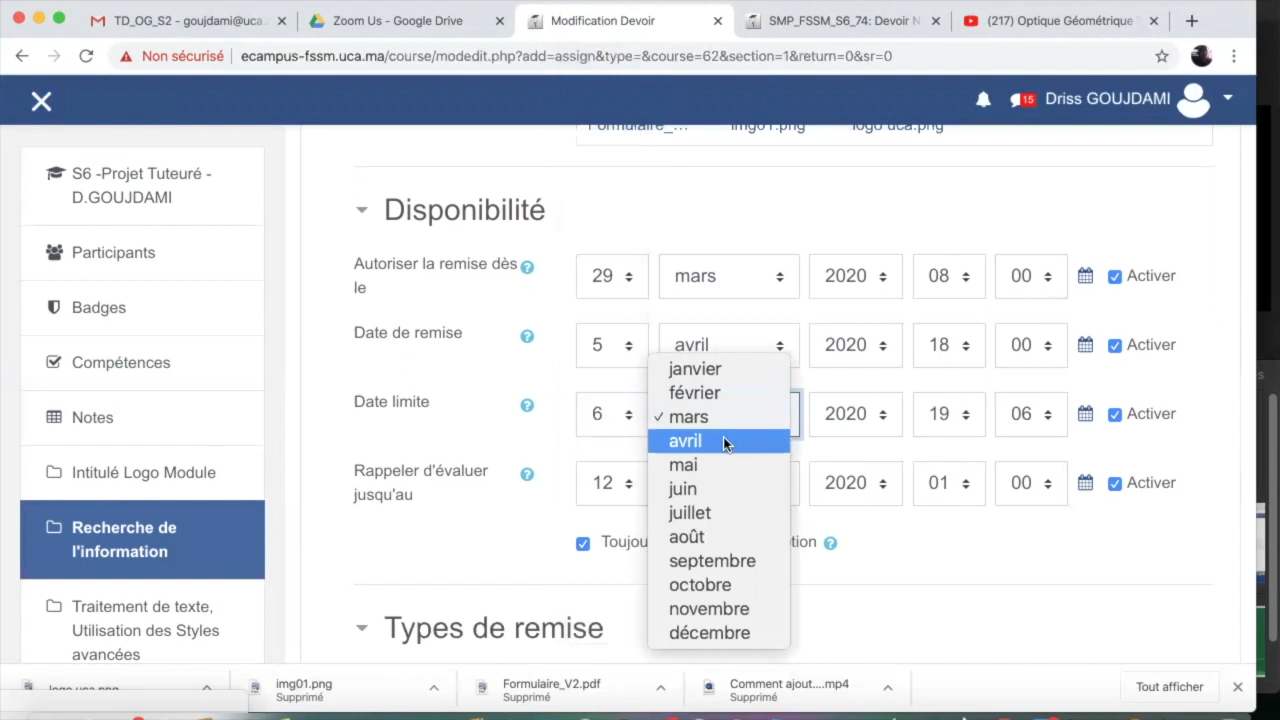 TD_OG_S2 - goujdami@uca.
Zoom Us - Google Drive
Modification Devoir
SMP_FSSM_S6_74: Devoir N
(217) Optique Géométrique
Non sécurisé
ecampus-fssm.uca.ma/course/modedit.php?add=assign&type=&course=62&section=1&return=0&sr=0
15
Driss GOUJDAMI
Formulaire_... img01.png logo uca.png
S6 -Projet Tuteuré -
D.GOUJDAMI
Participants
Badges
Compétences
Notes
Intitulé Logo Module
Recherche de
l'information
Traitement de texte,
Utilisation des Styles
avancées
Disponibilité
Autoriser la remise dès
le
29 mars 2020 08 00 Activer
Date de remise
5 avril 2020 18 00 Activer
Date limite
6 2020 19 06 Activer
Rappeler d'évaluer
jusqu'au
12 2020 01 00 Activer
janvier
février
✓ mars
avril
mai
juin
juillet
août
septembre
octobre
novembre
décembre
Types de remise
logo uca.png
img01.png
Supprimé
Formulaire_V2.pdf
Supprimé
Comment ajout....mp4
Supprimé
Tout afficher